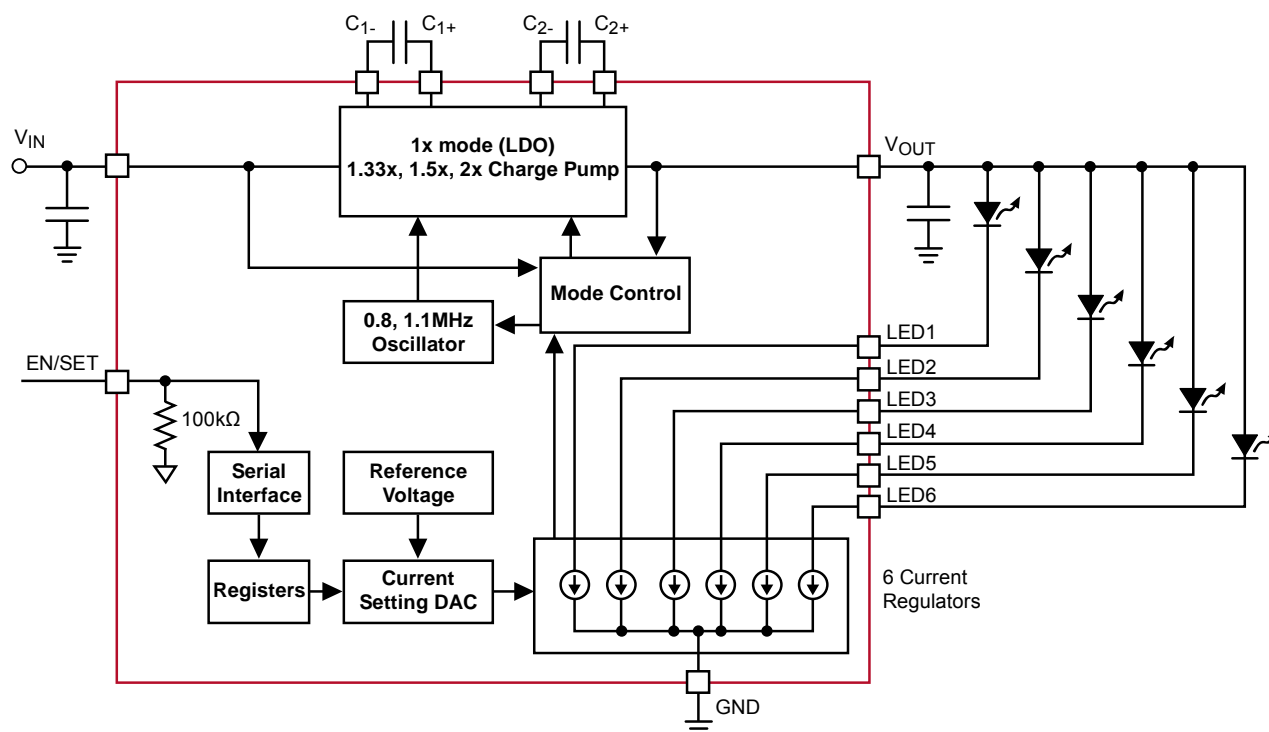 C1- C1+ C2- C2+
VIN
1x mode (LDO)
1.33x, 1.5x, 2x Charge Pump
VOUT
Mode Control
0.8, 1.1MHz
Oscillator
LED1
EN/SET
LED2
LED3
100kΩ
LED4
Serial
Interface
Reference
Voltage
LED5
LED6
Registers
Current
Setting DAC
6 Current
Regulators
GND